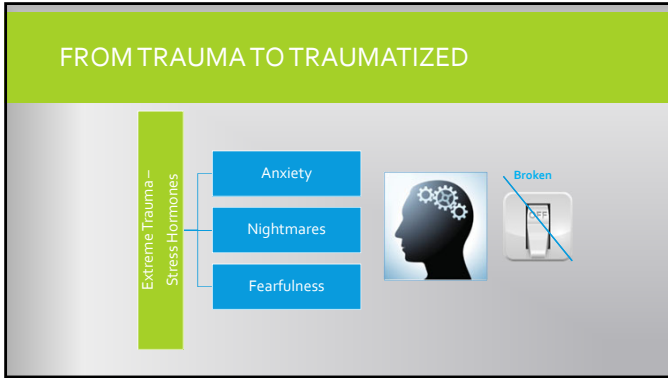 FROM TRAUMA TO TRAUMATIZED
Extreme Trauma –
Stress Hormones
Anxiety
Nightmares
Fearfulness
Broken
OFF